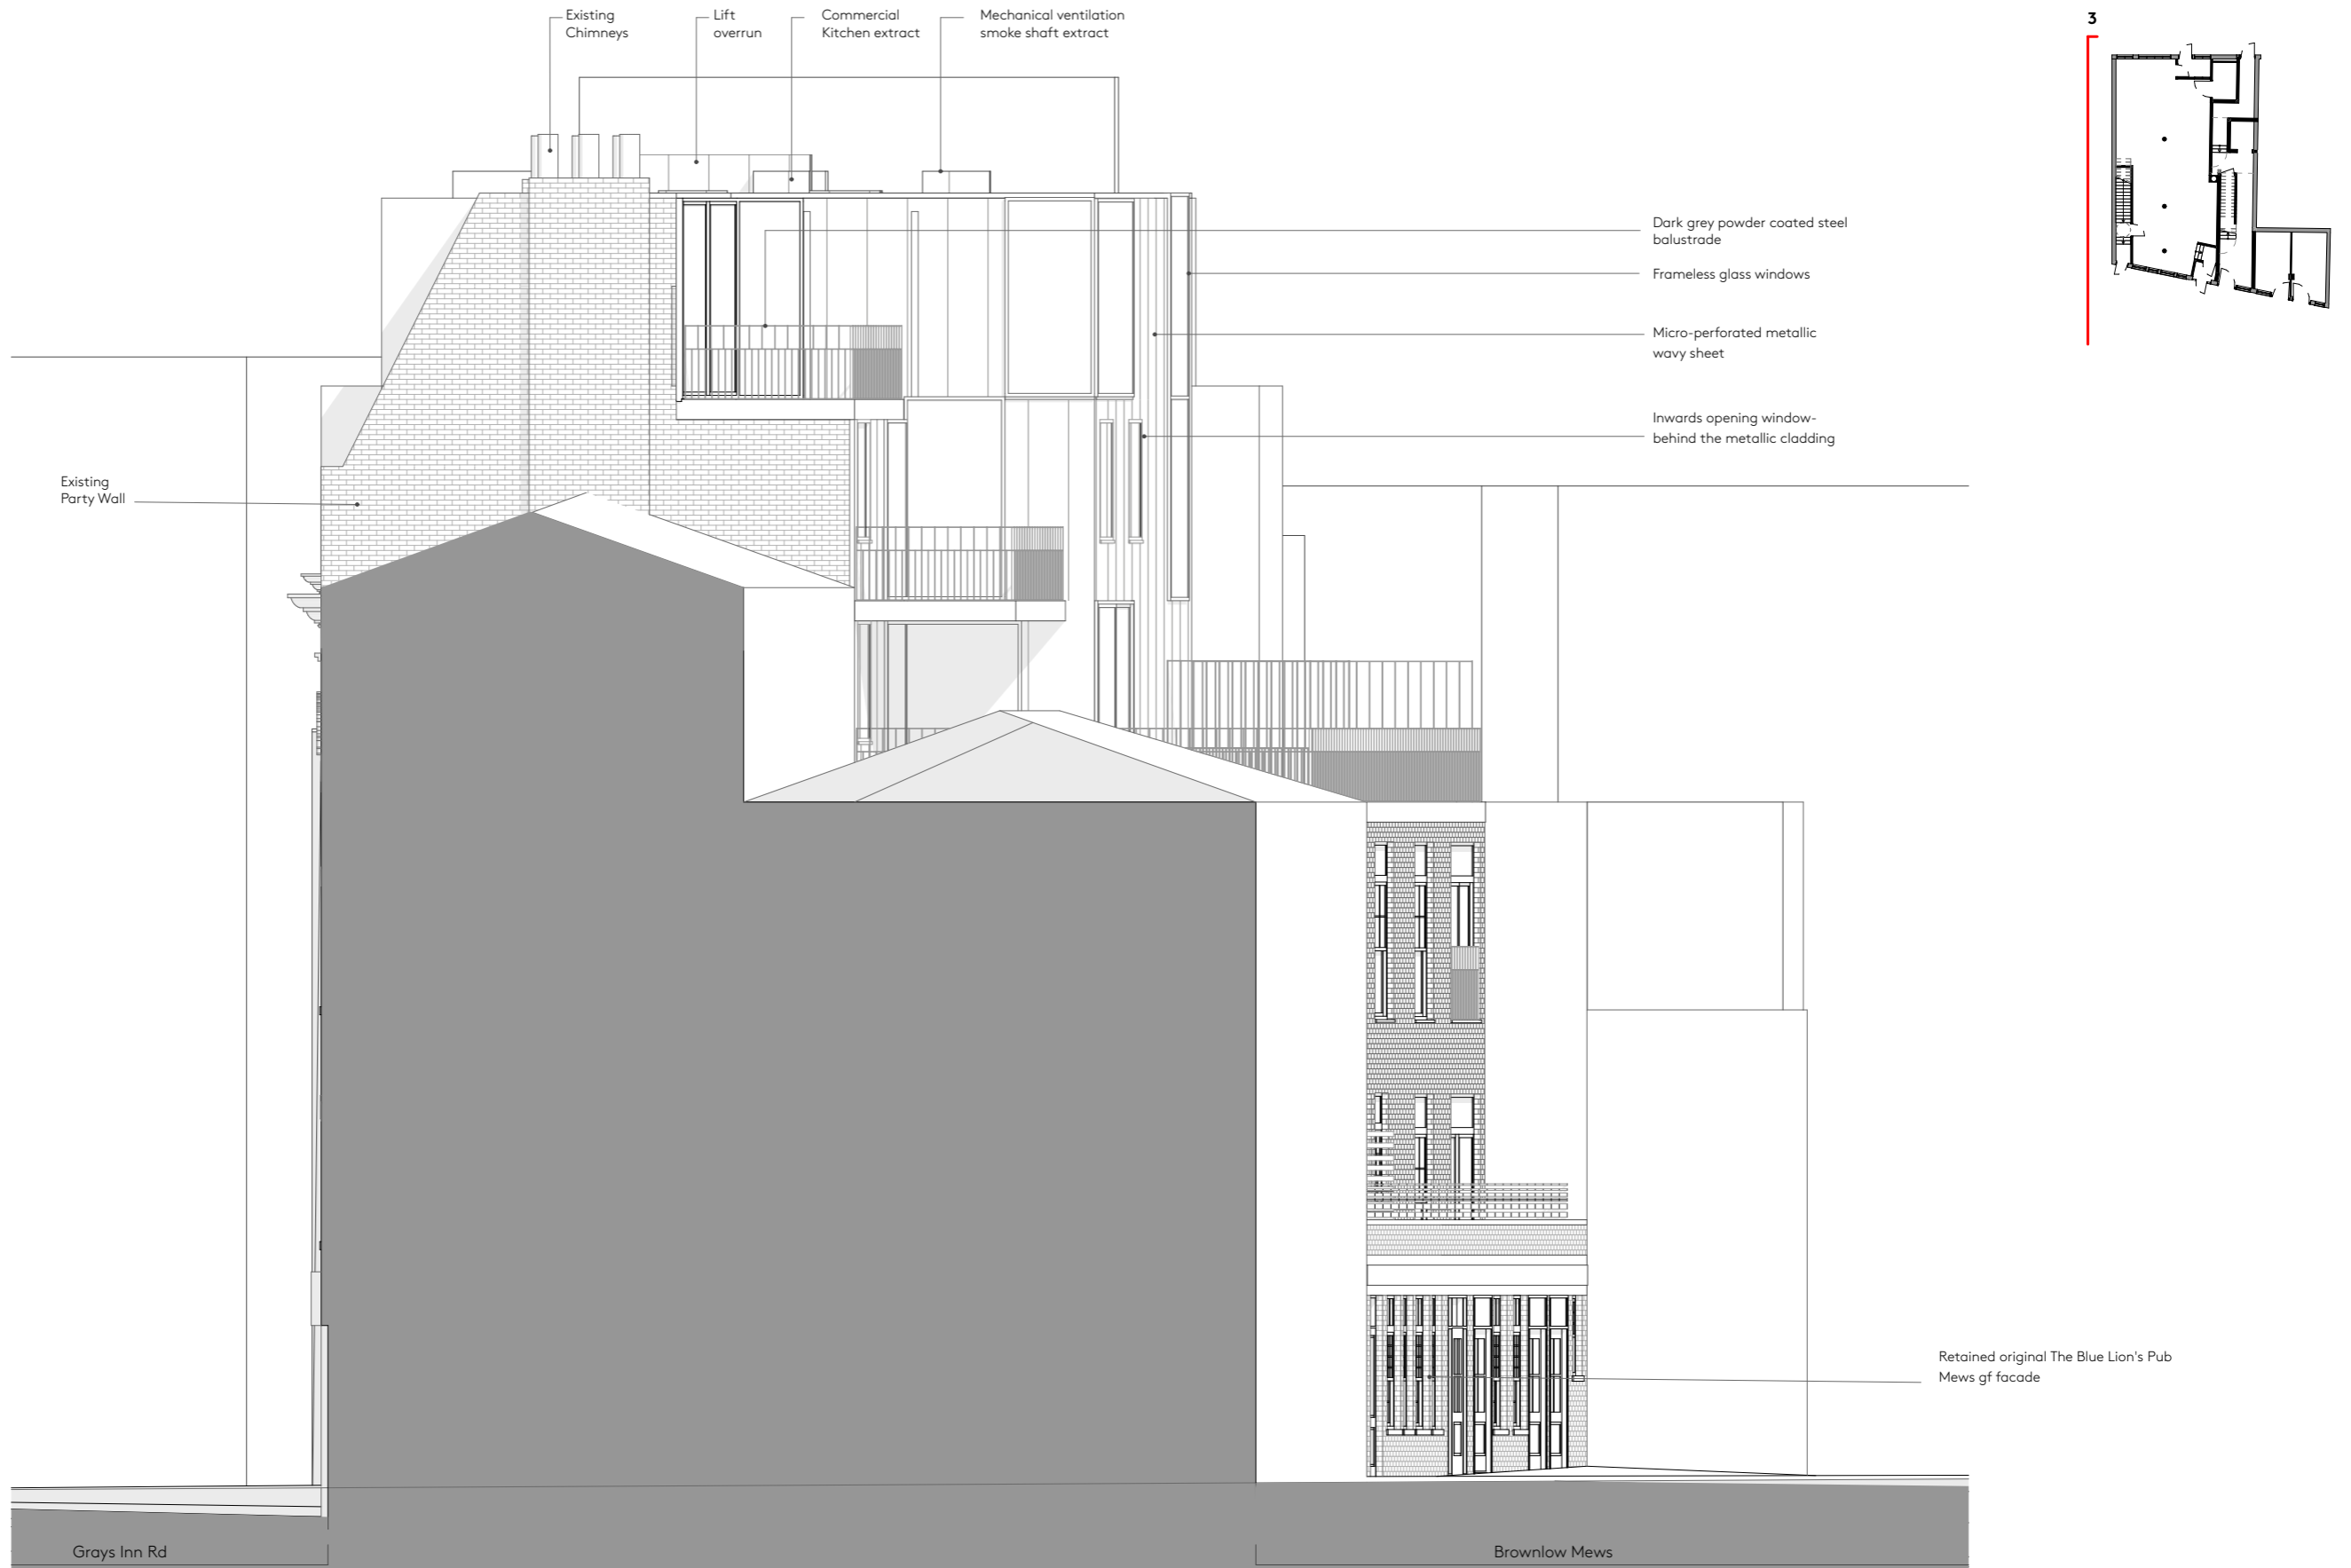 Existing
Chimneys
Lift
overrun
Commercial
Kitchen extract
Mechanical ventilation
smoke shaft extract
3
Dark grey powder coated steel
balustrade
Frameless glass windows
Micro-perforated metallic
wavy sheet
Inwards opening window-
behind the metallic cladding
Existing
Party Wall
Retained original The Blue Lion's Pub
Mews gf facade
Grays Inn Rd
Brownlow Mews